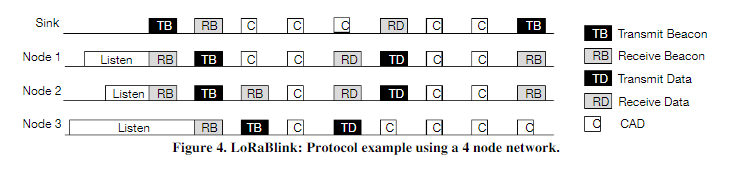 Sink TB RB C C C RD C C TB
Node 1 Listen RB TB C C RD TD C C RB
Node 2 Listen RB TB RB C RD TD C C RB
Node 3 Listen RB TB C TD C C C C
TB Transmit Beacon
RB Receive Beacon
TD Transmit Data
RD Receive Data
C CAD
Figure 4. LoRaBlink: Protocol example using a 4 node network.